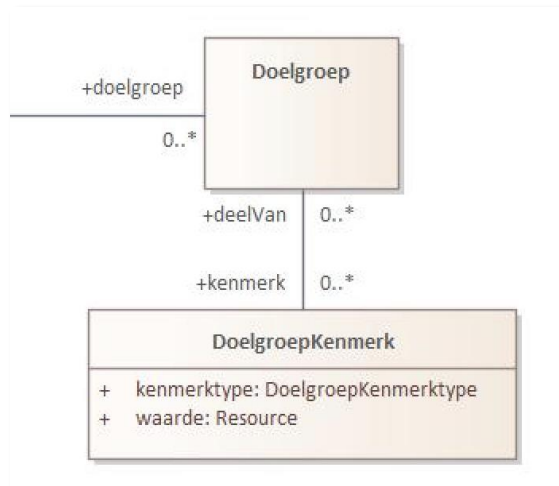 Doelgroep
+doelgroep
0..*
+deelVan 0..*
+kenmerk 0..*
DoelgroepKenmerk
+ kenmerktype: DoelgroepKenmerktype
+ waarde: Resource